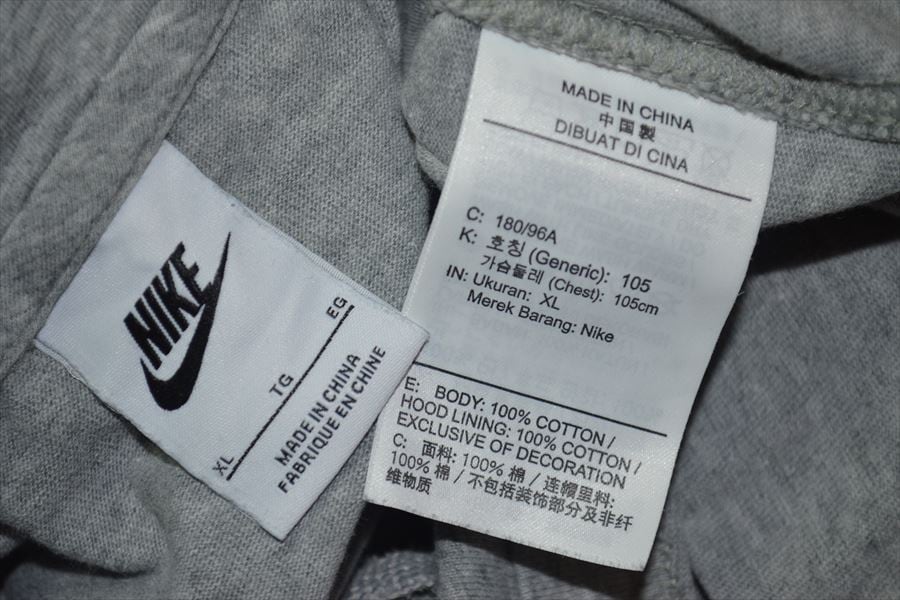 NIKE
XL TG EG
MADE IN CHINA
FABRIQUE EN CHINE
MADE IN CHINA
中国製
DIBUAT DI CINA
C: 180/96A
K: 호칭 (Generic): 105
가슴둘레 (Chest): 105cm
IN: Ukuran: XL
Merek Barang: Nike
E: BODY: 100% COTTON /
HOOD LINING: 100% COTTON /
EXCLUSIVE OF DECORATION
C: 面料: 100% 棉 / 连帽里料:
100% 棉 / 不包括装饰部分及非纤
维物质